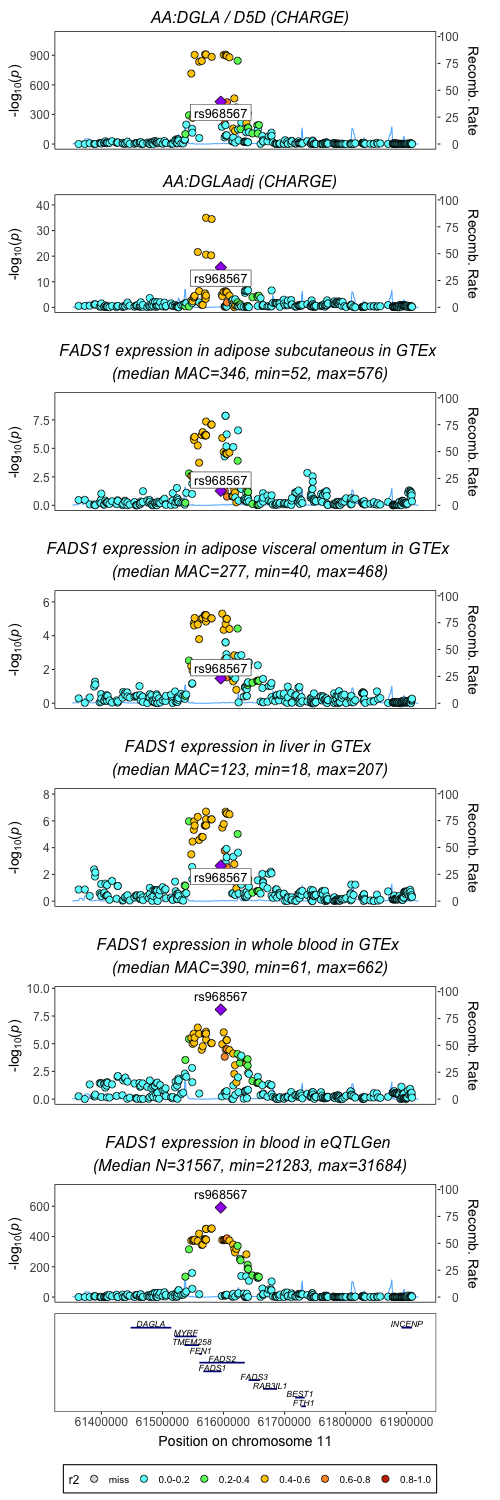 AA:DGLA / D5D (CHARGE)
-log10(p)
900
600
300
0
rs968567
100
75
50
25
0
Recomb. Rate
AA:DGLAadj (CHARGE)
-log10(p)
40
30
20
10
0
rs968567
100
75
50
25
0
Recomb. Rate
FADS1 expression in adipose subcutaneous in GTEx
(median MAC=346, min=52, max=576)
-log10(p)
7.5
5.0
2.5
0.0
rs968567
100
75
50
25
0
Recomb. Rate
FADS1 expression in adipose visceral omentum in GTEx
(median MAC=277, min=40, max=468)
-log10(p)
6
4
2
0
rs968567
100
75
50
25
0
Recomb. Rate
FADS1 expression in liver in GTEx
(median MAC=123, min=18, max=207)
-log10(p)
8
6
4
2
0
rs968567
100
75
50
25
0
Recomb. Rate
FADS1 expression in whole blood in GTEx
(median MAC=390, min=61, max=662)
-log10(p)
10.0
7.5
5.0
2.5
0.0
rs968567
100
75
50
25
0
Recomb. Rate
FADS1 expression in blood in eQTLGen
(Median N=31567, min=21283, max=31684)
-log10(p)
600
400
200
0
rs968567
100
75
50
25
0
Recomb. Rate
DAGLA INCENP
MYRF
TMEM258
FEN1
FADS2
FADS1
FADS3
RAB3IL1
BEST1
FTH1
61400000 61500000 61600000 61700000 61800000 61900000
Position on chromosome 11
r2 miss 0.0-0.2 0.2-0.4 0.4-0.6 0.6-0.8 0.8-1.0